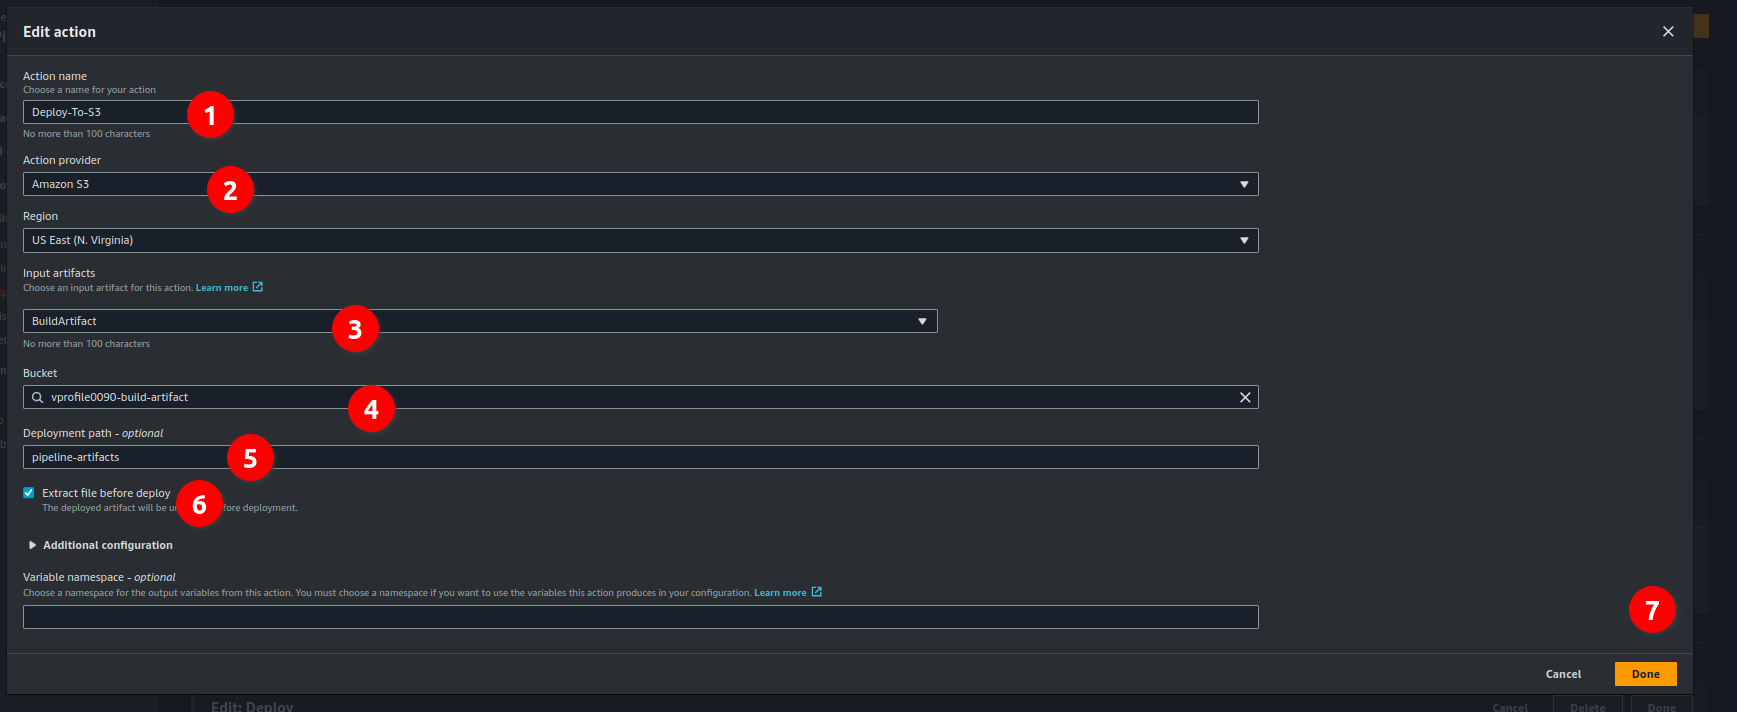 Edit action
Action name
Choose a name for your action
Deploy-To-S3
1
No more than 100 characters
Action provider
Amazon S3
2
Region
US East (N. Virginia)
Input artifacts
Choose an input artifact for this action. Learn more
BuildArtifact
3
No more than 100 characters
Bucket
vprofile0090-build-artifact
4
Deployment path - optional
pipeline-artifacts
5
Extract file before deploy
6
The deployed artifact will be fore deployment.
Additional configuration
Variable namespace - optional
Choose a namespace for the output variables from this action. You must choose a namespace if you want to use the variables this action produces in your configuration. Learn more
7
Cancel Done
Edit: Deploy Cancel Delete Done